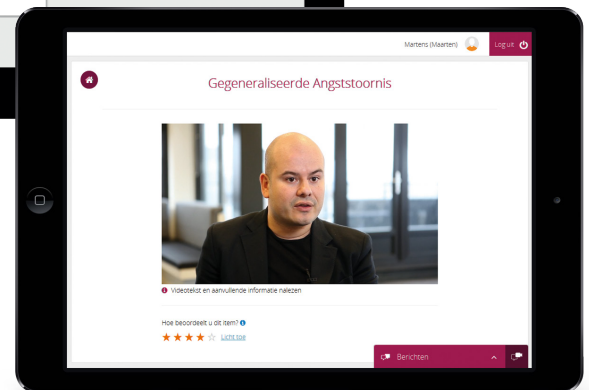 Martens (Maarten)
Log uit
Gegeneraliseerde Angststoornis
Videotekst en aanvullende informatie nalezen
Hoe beoordeelt u dit item?
Licht toe
Berichten